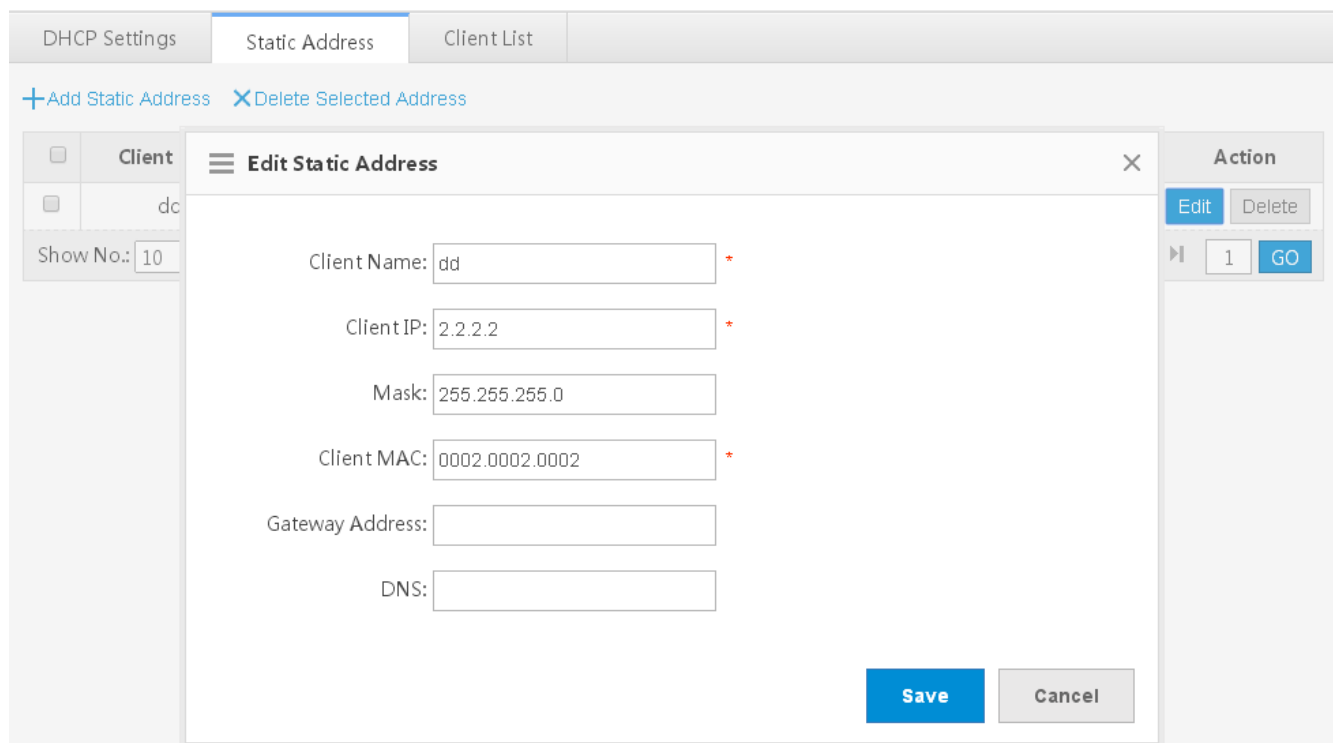 DHCP Settings Static Address Client List
+Add Static Address ×Delete Selected Address
Client Edit Static Address × Action
Edit Delete
Show No.: 10 1 GO
Client Name: dd *
Client IP: 2.2.2.2 *
Mask: 255.255.255.0
Client MAC: 0002.0002.0002 *
Gateway Address:
DNS:
Save Cancel